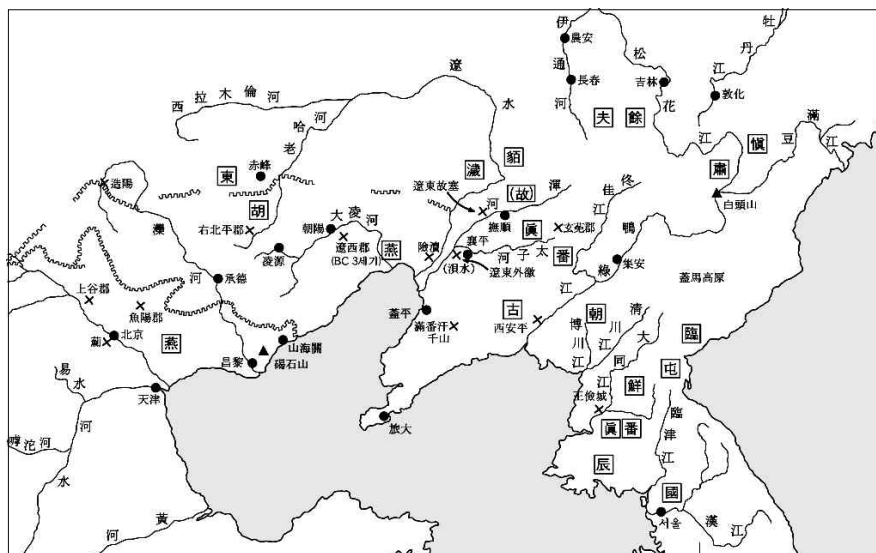 西拉木倫河
老哈河
遼水
伊通河
農安
長春
松花江
吉林
牡丹江
敦化
夫餘
肅愼
豆滿江
白頭山
東胡
赤峰
造陽
灤河
右北平郡
凌源
朝陽
大凌河
遼西郡
(BC 3세기)
燕
濊貊
遼東故塞
(故)眞番
渾河
撫順
玄菟郡
佟佳江
鴨綠江
集安
蓋馬高原
襄平
太子河
險瀆
(浿水)
遼東外徼
承德
上谷郡
漁陽郡
薊
北京
燕
山海關
昌黎
碣石山
天津
易水
河水
沱河
黃河
蓋平
滿番汗
千山
西安平
旅大
古朝鮮
博川江
清川江
大同江
王儉城
臨屯
眞番
臨津江
辰國
서울
漢江